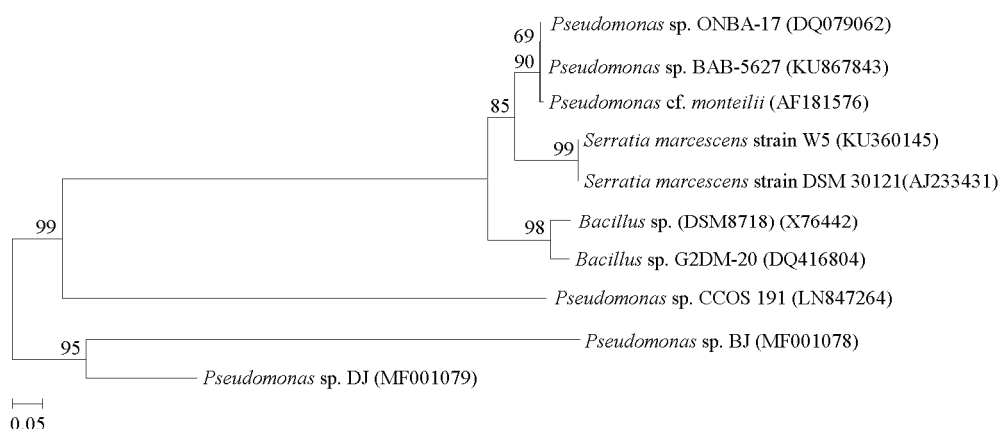 Pseudomonas sp. ONBA-17 (DQ079062)
69
90
Pseudomonas sp. BAB-5627 (KU867843)
Pseudomonas cf. monteilii (AF181576)
85
99
Serratia marcescens strain W5 (KU360145)
Serratia marcescens strain DSM 30121(AJ233431)
99
98
Bacillus sp. (DSM8718) (X76442)
Bacillus sp. G2DM-20 (DQ416804)
Pseudomonas sp. CCOS 191 (LN847264)
95
Pseudomonas sp. BJ (MF001078)
Pseudomonas sp. DJ (MF001079)
0.05